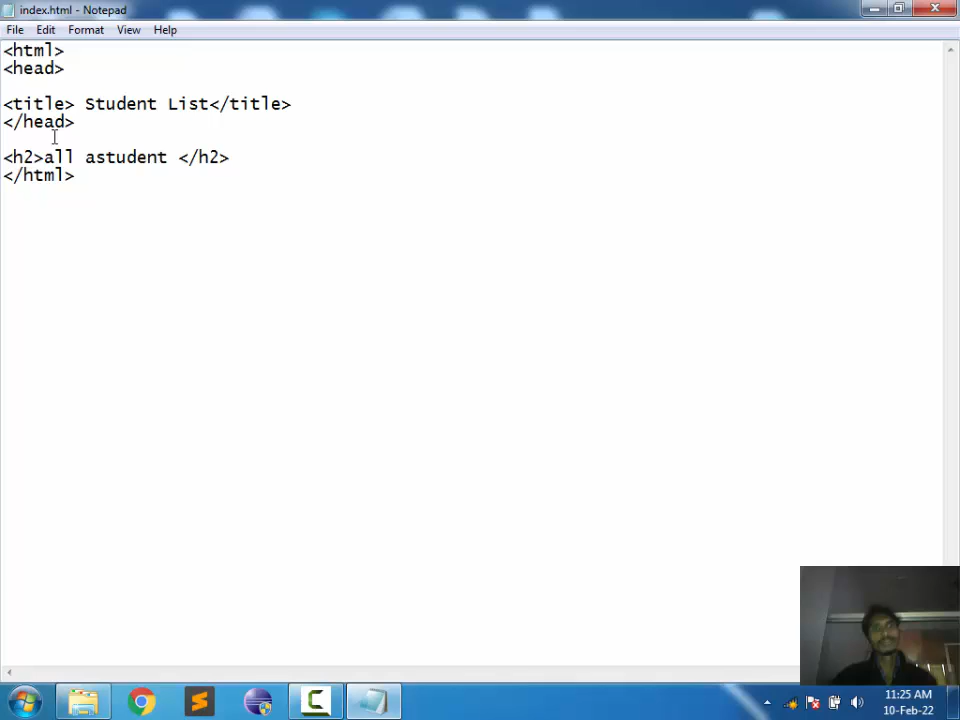 index.html - Notepad
File Edit Format View Help
<html>
<head>
<title> Student List</title>
</head>
<h2>all astudent </h2>
</html>
11:25 AM
10-Feb-22